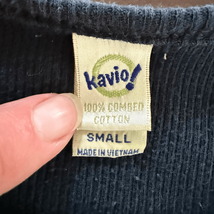 kavio!
100% COMBED
COTTON
SMALL
MADE IN VIETNAM